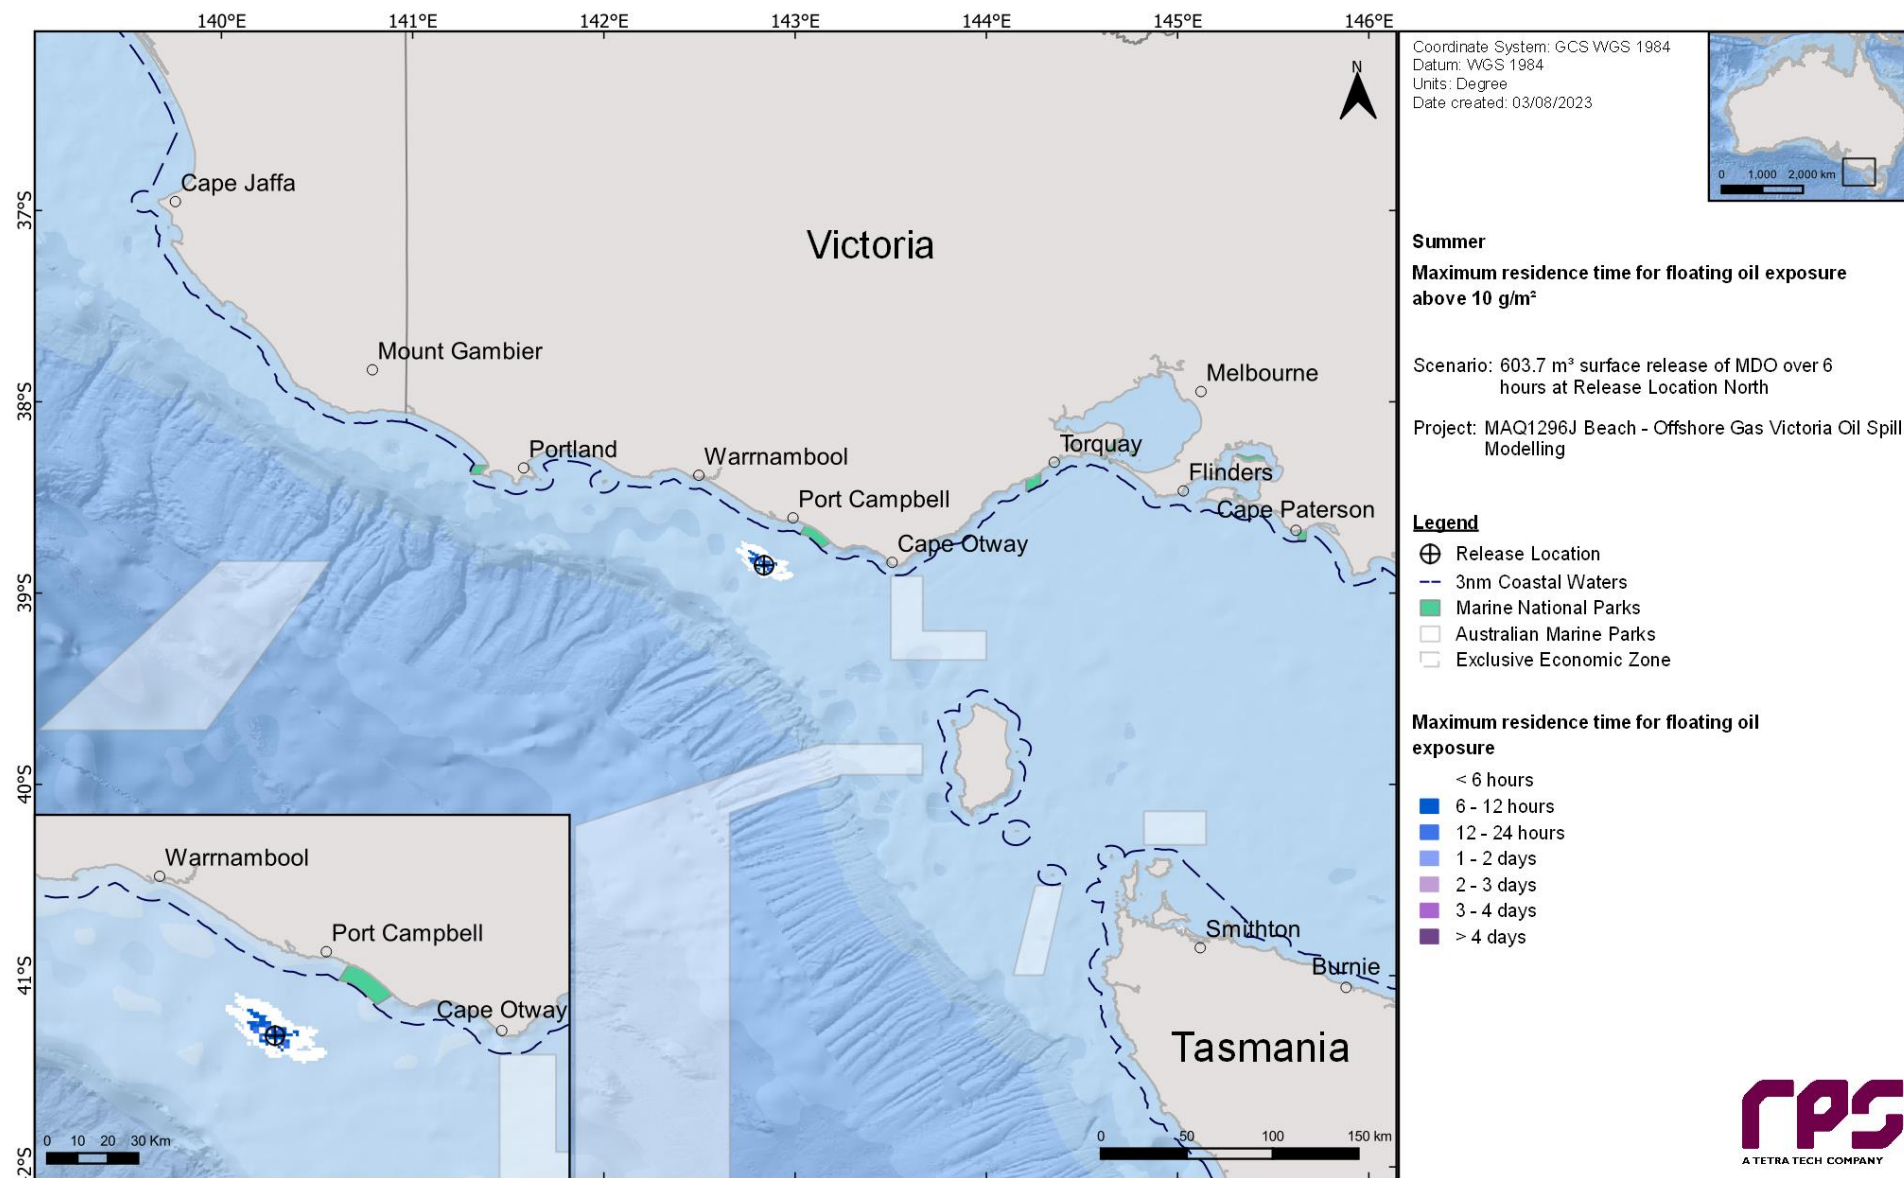 140°E 141°E 142°E 143°E 144°E 145°E 146°E
37°S
38°S
39°S
40°S
41°S
2°S
N
Cape Jaffa
Victoria
Mount Gambier
Melbourne
Portland
Warrnambool
Torquay
Flinders
Port Campbell
Cape Paterson
Cape Otway
Smithton
Burnie
Tasmania
0 50 100 150 km
Warrnambool
Port Campbell
Cape Otway
0 10 20 30 Km
Coordinate System: GCS WGS 1984
Datum: WGS 1984
Units: Degree
Date created: 03/08/2023
0 1,000 2,000 km
Summer
Maximum residence time for floating oil exposure
above 10 g/m²
Scenario: 603.7 m³ surface release of MDO over 6
hours at Release Location North
Project: MAQ1296J Beach - Offshore Gas Victoria Oil Spill
Modelling
Legend
Release Location
3nm Coastal Waters
Marine National Parks
Australian Marine Parks
Exclusive Economic Zone
Maximum residence time for floating oil
exposure
< 6 hours
6 - 12 hours
12 - 24 hours
1 - 2 days
2 - 3 days
3 - 4 days
> 4 days
rps
A TETRA TECH COMPANY